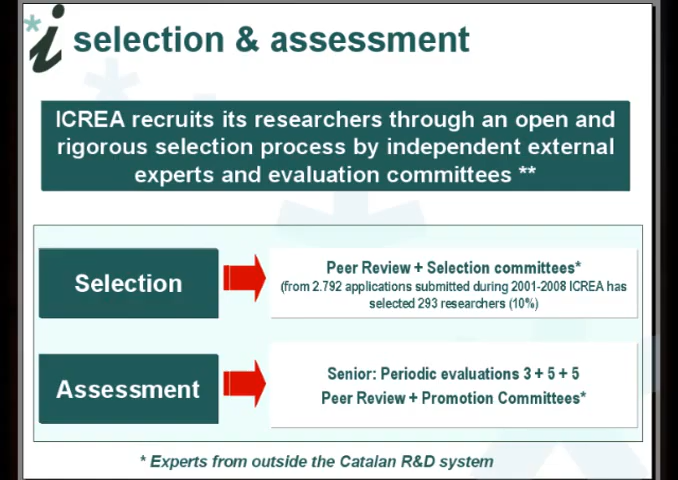 *i selection & assessment
ICREA recruits its researchers through an open and
rigorous selection process by independent external
experts and evaluation committees **
Selection
Peer Review + Selection committees*
(from 2.792 applications submitted during 2001-2008 ICREA has
selected 293 researchers (10%)
Assessment
Senior: Periodic evaluations 3 + 5 + 5
Peer Review + Promotion Committees*
* Experts from outside the Catalan R&D system